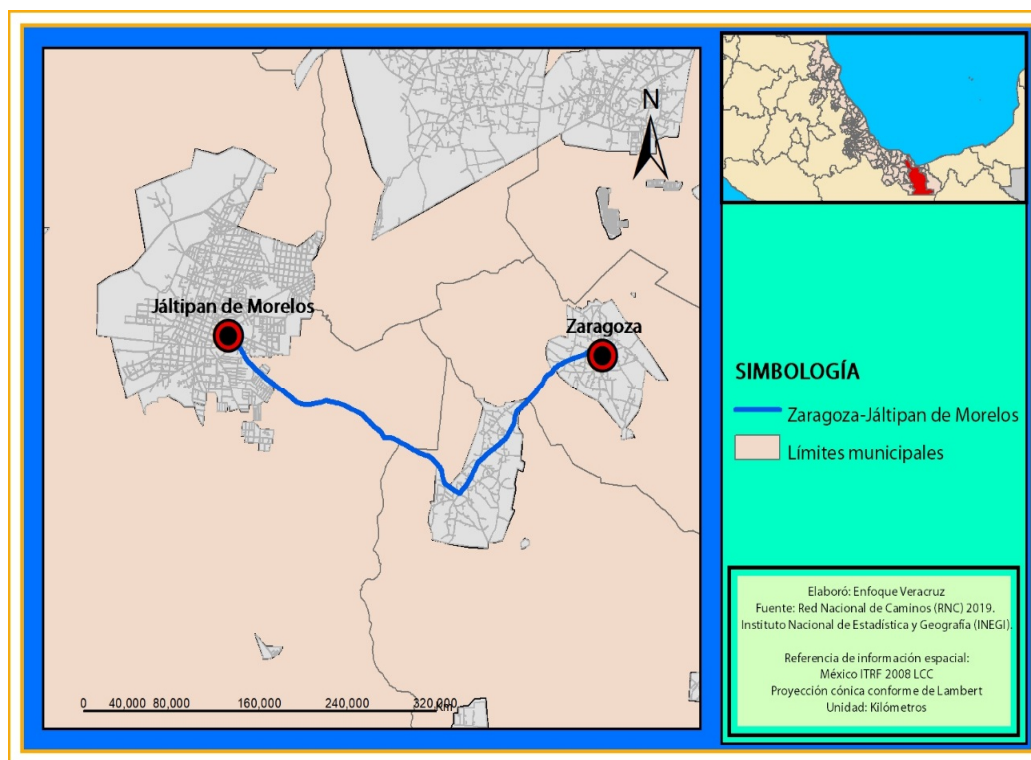 N
Jáltipan de Morelos
Zaragoza
0 40,000 80,000 160,000 240,000 320,000
Km
SIMBOLOGÍA
Zaragoza-Jáltipan de Morelos
Límites municipales
Elaboró: Enfoque Veracruz
Fuente: Red Nacional de Caminos (RNC) 2019.
Instituto Nacional de Estadística y Geografía (INEGI).
Referencia de información espacial:
México ITRF 2008 LCC
Proyección cónica conforme de Lambert
Unidad: Kilómetros